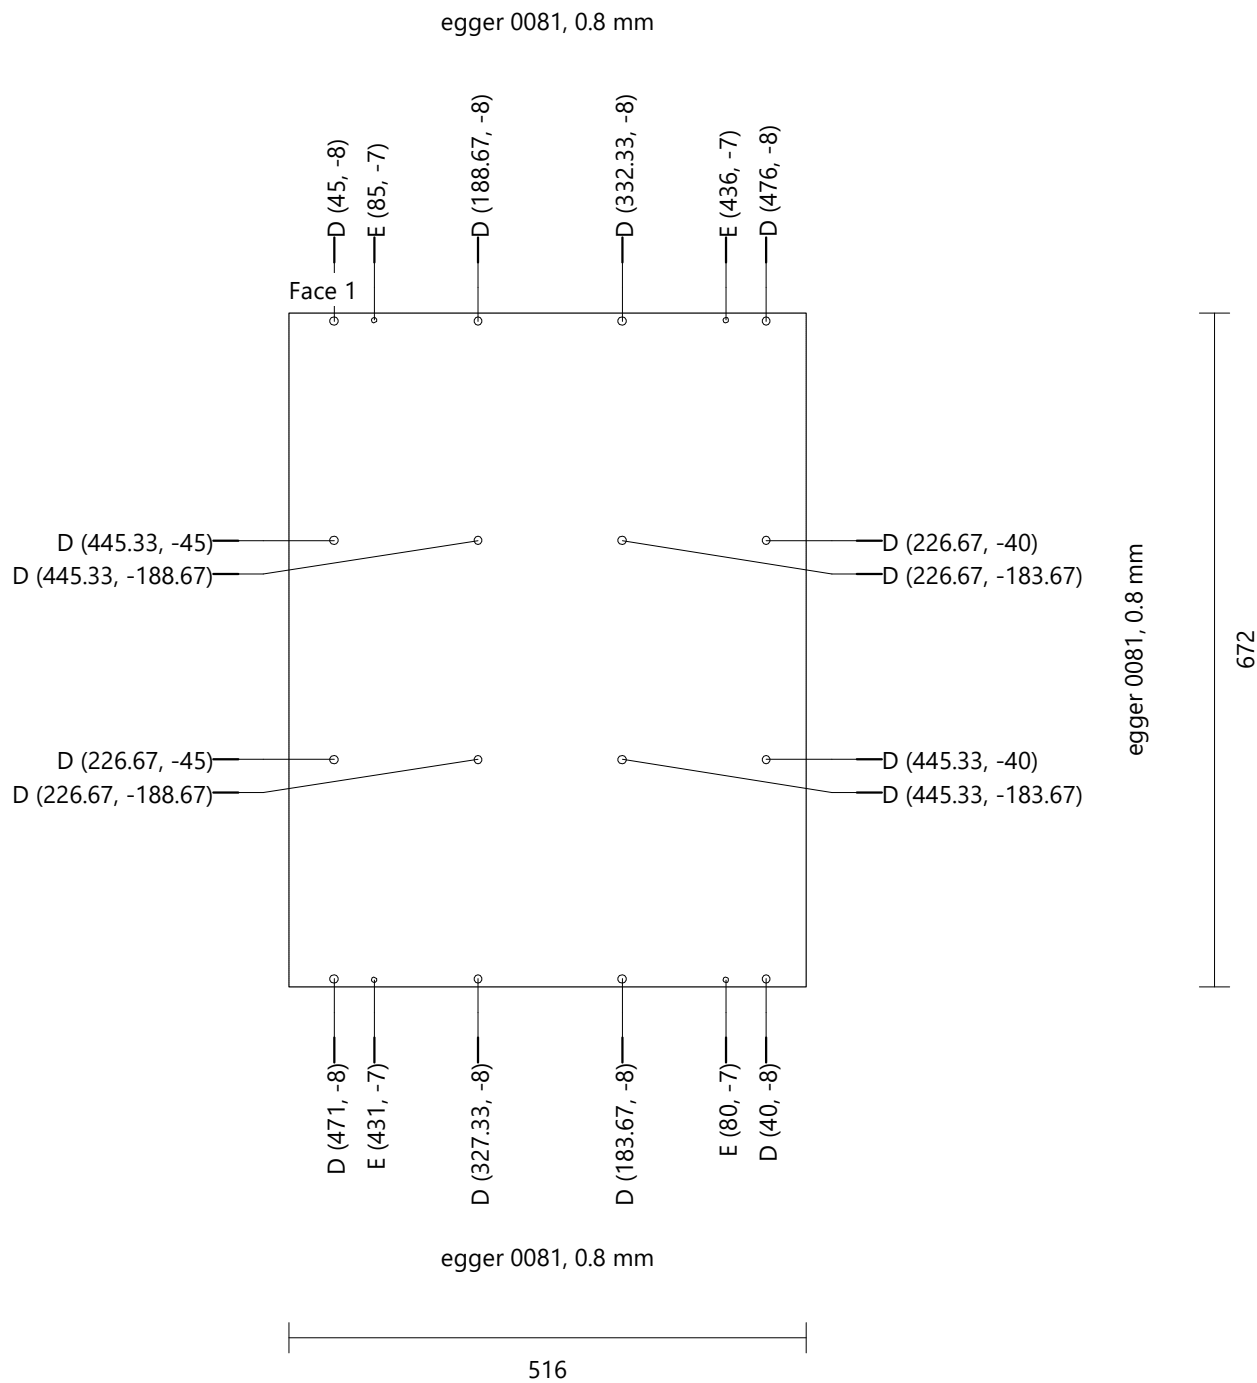 egger 0081, 0.8 mm
D (45, -8)
E (85, -7)
D (188.67, -8)
D (332.33, -8)
E (436, -7)
D (476, -8)
Face 1
D (445.33, -45)
D (445.33, -188.67)
D (226.67, -40)
D (226.67, -183.67)
egger 0081, 0.8 mm
672
D (226.67, -45)
D (226.67, -188.67)
D (445.33, -40)
D (445.33, -183.67)
D (471, -8)
E (431, -7)
D (327.33, -8)
D (183.67, -8)
E (80, -7)
D (40, -8)
egger 0081, 0.8 mm
516